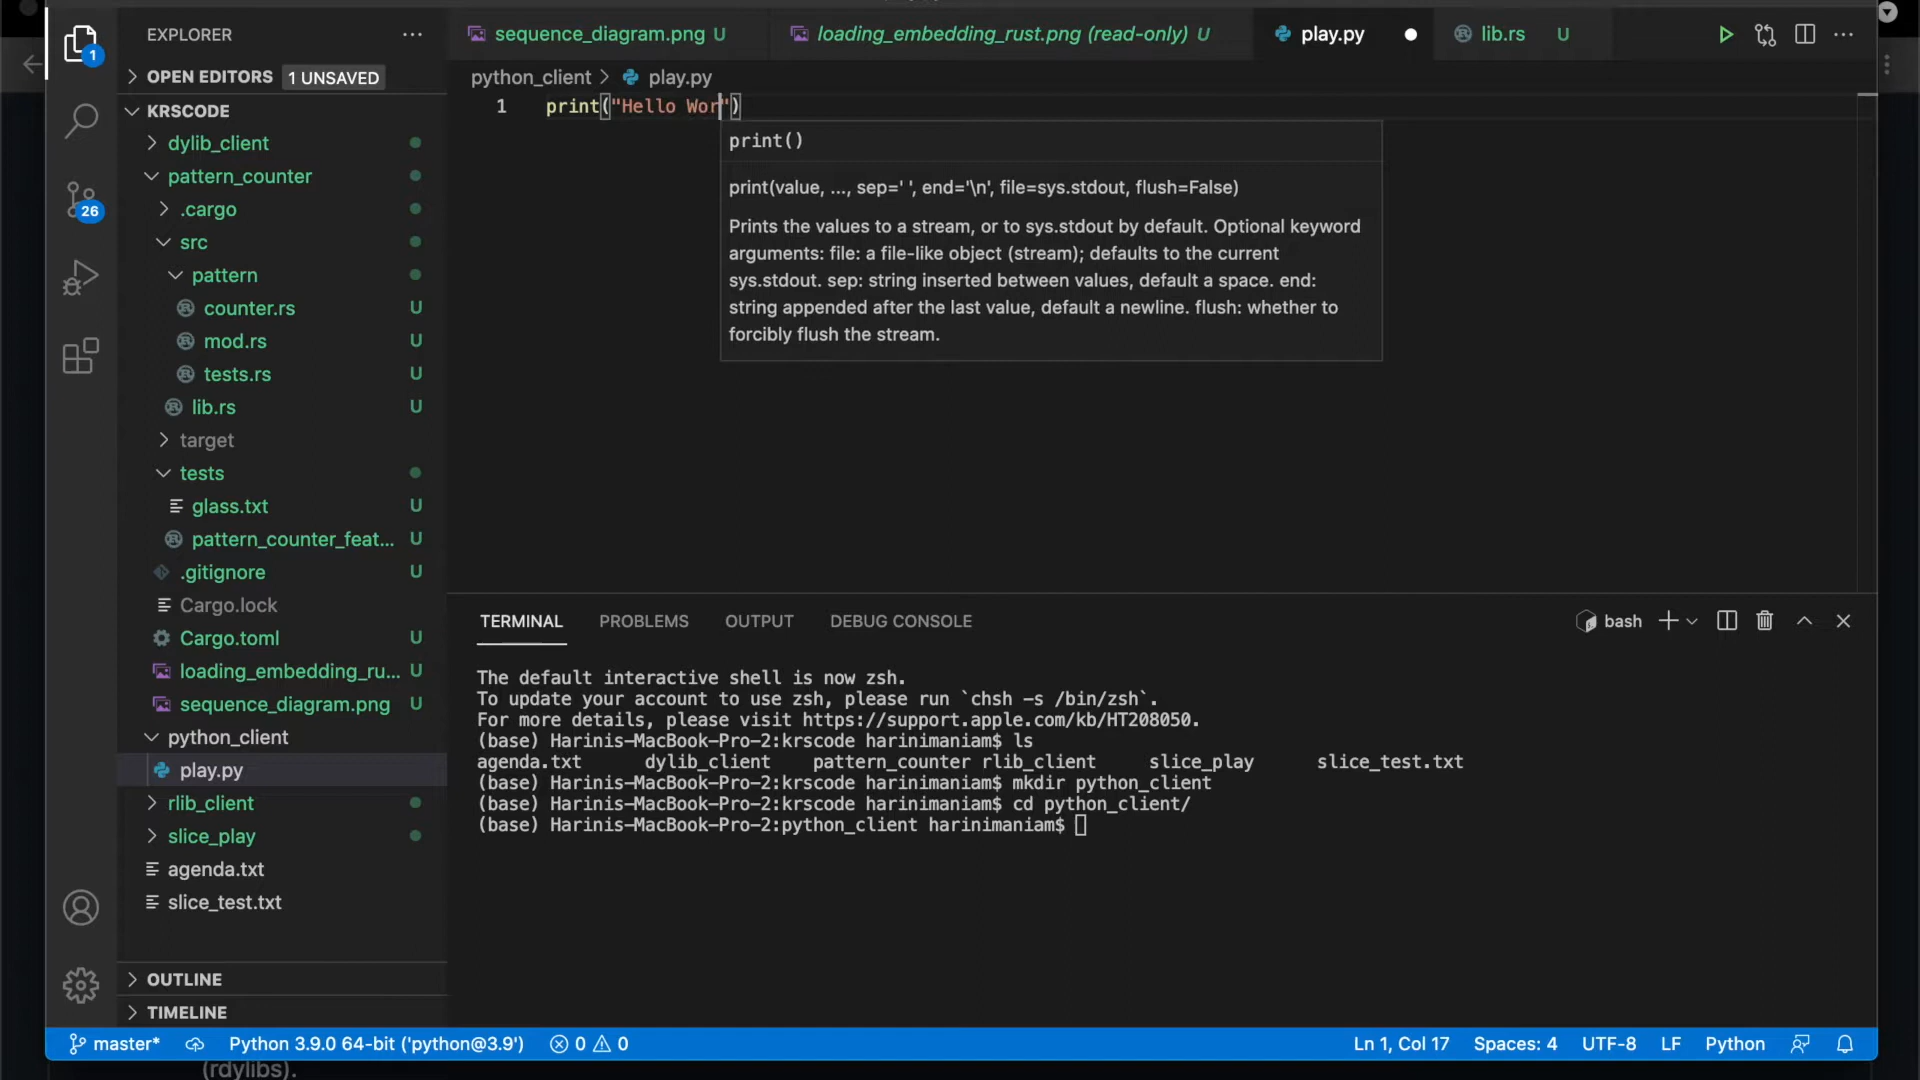 EXPLORER
sequence_diagram.png U
loading_embedding_rust.png (read-only) U
play.py
lib.rs U
1
OPEN EDITORS 1 UNSAVED
python_client > play.py
KRSCODE
1 print("Hello Wor")
dylib_client
print()
pattern_counter
print(value, ..., sep=' ', end='\n', file=sys.stdout, flush=False)
.cargo
Prints the values to a stream, or to sys.stdout by default. Optional keyword
arguments: file: a file-like object (stream); defaults to the current
sys.stdout. sep: string inserted between values, default a space. end:
string appended after the last value, default a newline. flush: whether to
forcibly flush the stream.
26
src
pattern
counter.rs U
mod.rs U
tests.rs U
lib.rs U
target
tests
glass.txt U
pattern_counter_feat... U
.gitignore U
Cargo.lock
Cargo.toml U
loading_embedding_ru... U
sequence_diagram.png U
python_client
play.py
rlib_client
slice_play
agenda.txt
slice_test.txt
OUTLINE
TIMELINE
TERMINAL PROBLEMS OUTPUT DEBUG CONSOLE
bash
The default interactive shell is now zsh.
To update your account to use zsh, please run `chsh -s /bin/zsh`.
For more details, please visit https://support.apple.com/kb/HT208050.
(base) Harinis-MacBook-Pro-2:krscode harinimaniam$ ls
agenda.txt dylib_client pattern_counter rlib_client slice_play slice_test.txt
(base) Harinis-MacBook-Pro-2:krscode harinimaniam$ mkdir python_client
(base) Harinis-MacBook-Pro-2:krscode harinimaniam$ cd python_client/
(base) Harinis-MacBook-Pro-2:python_client harinimaniam$
master* Python 3.9.0 64-bit ('python@3.9') 0 0 Ln 1, Col 17 Spaces: 4 UTF-8 LF Python
(rdylibs).